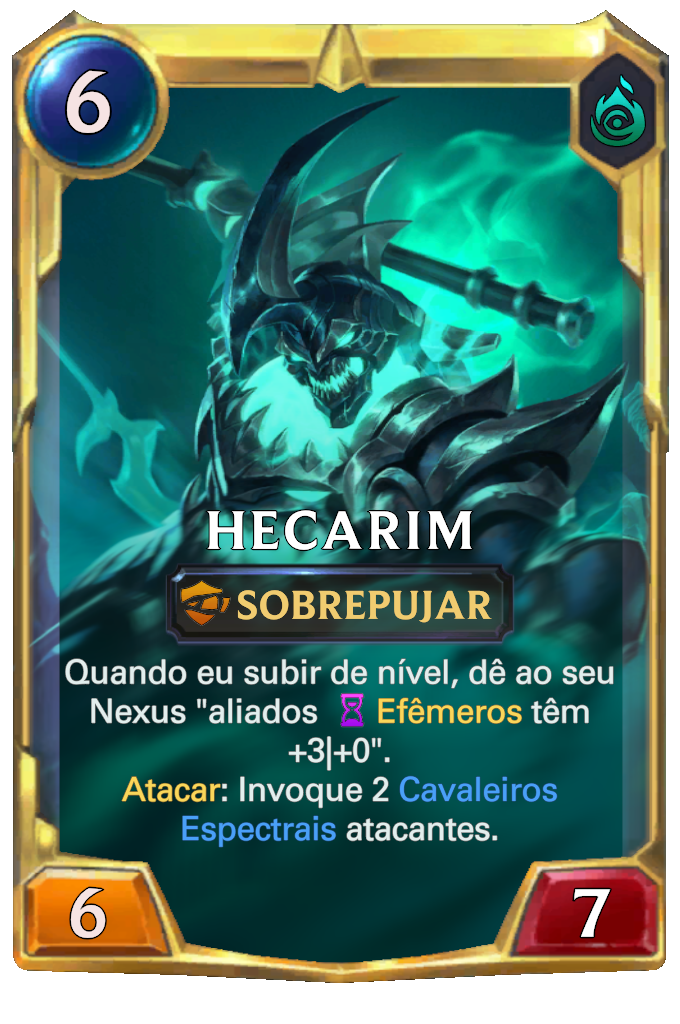 6
HECARIM
SOBREPUJAR
Quando eu subir de nível, dê ao seu
Nexus "aliados Efêmeros têm
+3|+0".
Atacar: Invoque 2 Cavaleiros
Espectrais atacantes.
6
7